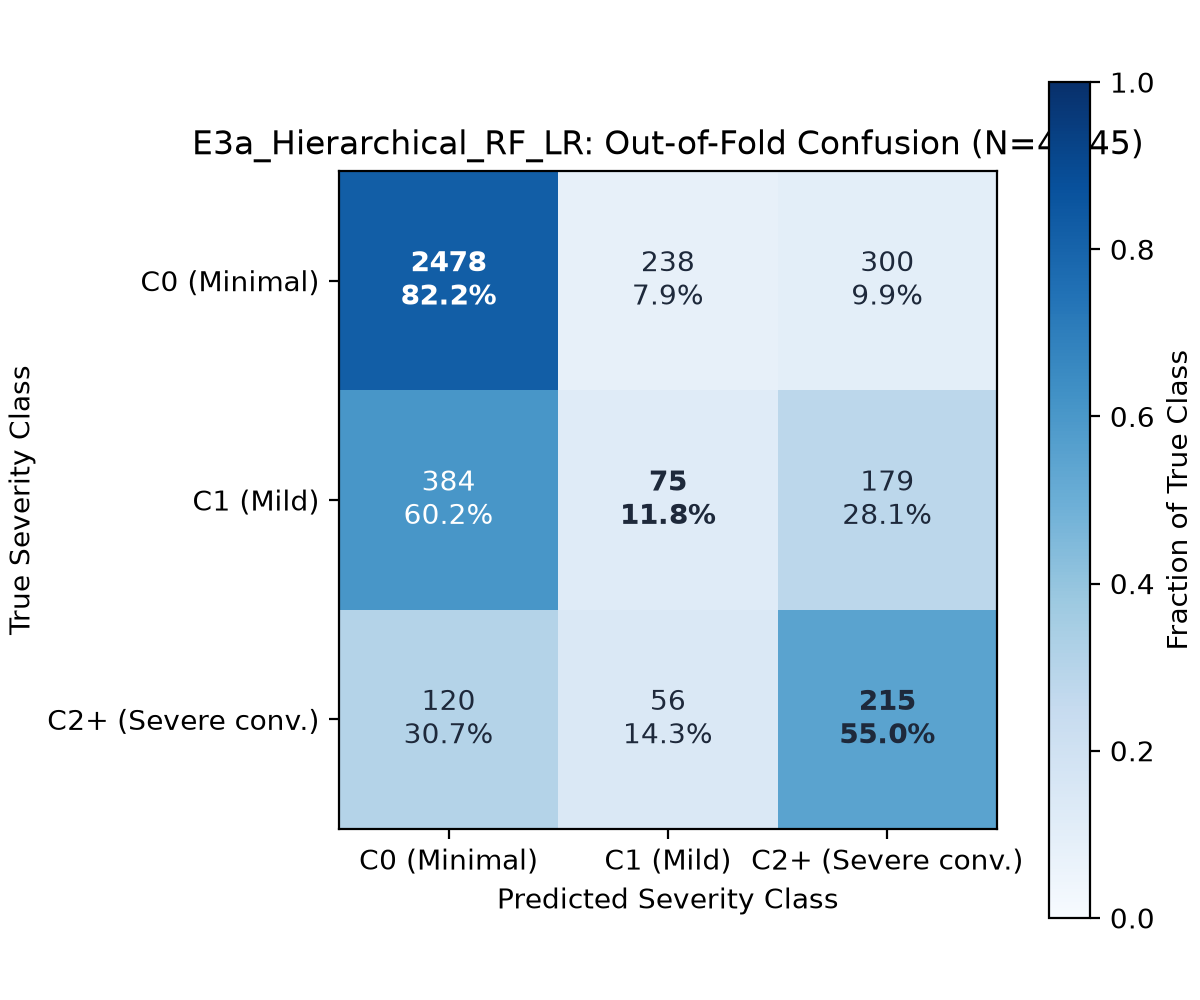 E3a_Hierarchical_RF_LR: Out-of-Fold Confusion
1.0
0.8
0.6
0.4
0.2
0.0
Fraction of True Class
True Severity Class
C0 (Minimal)
2478
82.2%
238
7.9%
300
9.9%
C1 (Mild)
384
60.2%
75
11.8%
179
28.1%
C2+ (Severe conv.)
120
30.7%
56
14.3%
215
55.0%
C0 (Minimal)
C1 (Mild)
C2+ (Severe conv.)
Predicted Severity Class